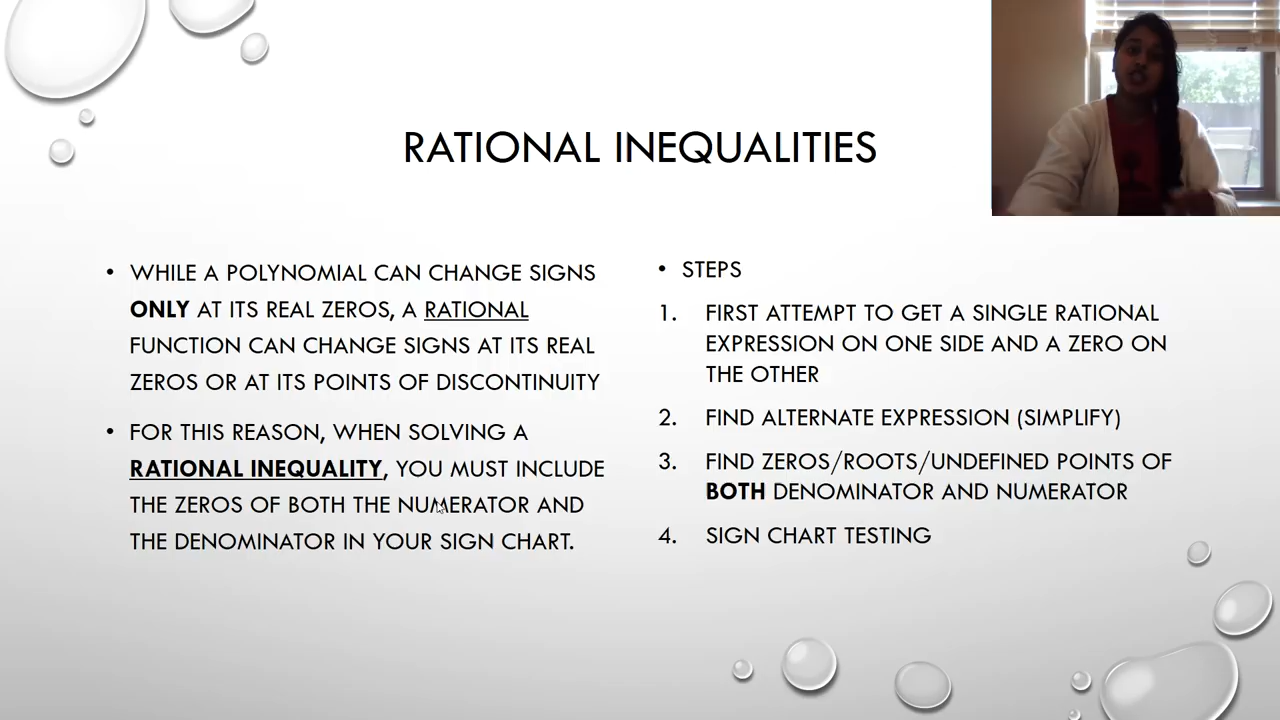 RATIONAL INEQUALITIES
• WHILE A POLYNOMIAL CAN CHANGE SIGNS
ONLY AT ITS REAL ZEROS, A RATIONAL
FUNCTION CAN CHANGE SIGNS AT ITS REAL
ZEROS OR AT ITS POINTS OF DISCONTINUITY
• FOR THIS REASON, WHEN SOLVING A
RATIONAL INEQUALITY, YOU MUST INCLUDE
THE ZEROS OF BOTH THE NUMERATOR AND
THE DENOMINATOR IN YOUR SIGN CHART.
• STEPS
1. FIRST ATTEMPT TO GET A SINGLE RATIONAL
EXPRESSION ON ONE SIDE AND A ZERO ON
THE OTHER
2. FIND ALTERNATE EXPRESSION (SIMPLIFY)
3. FIND ZEROS/ROOTS/UNDEFINED POINTS OF
BOTH DENOMINATOR AND NUMERATOR
4. SIGN CHART TESTING